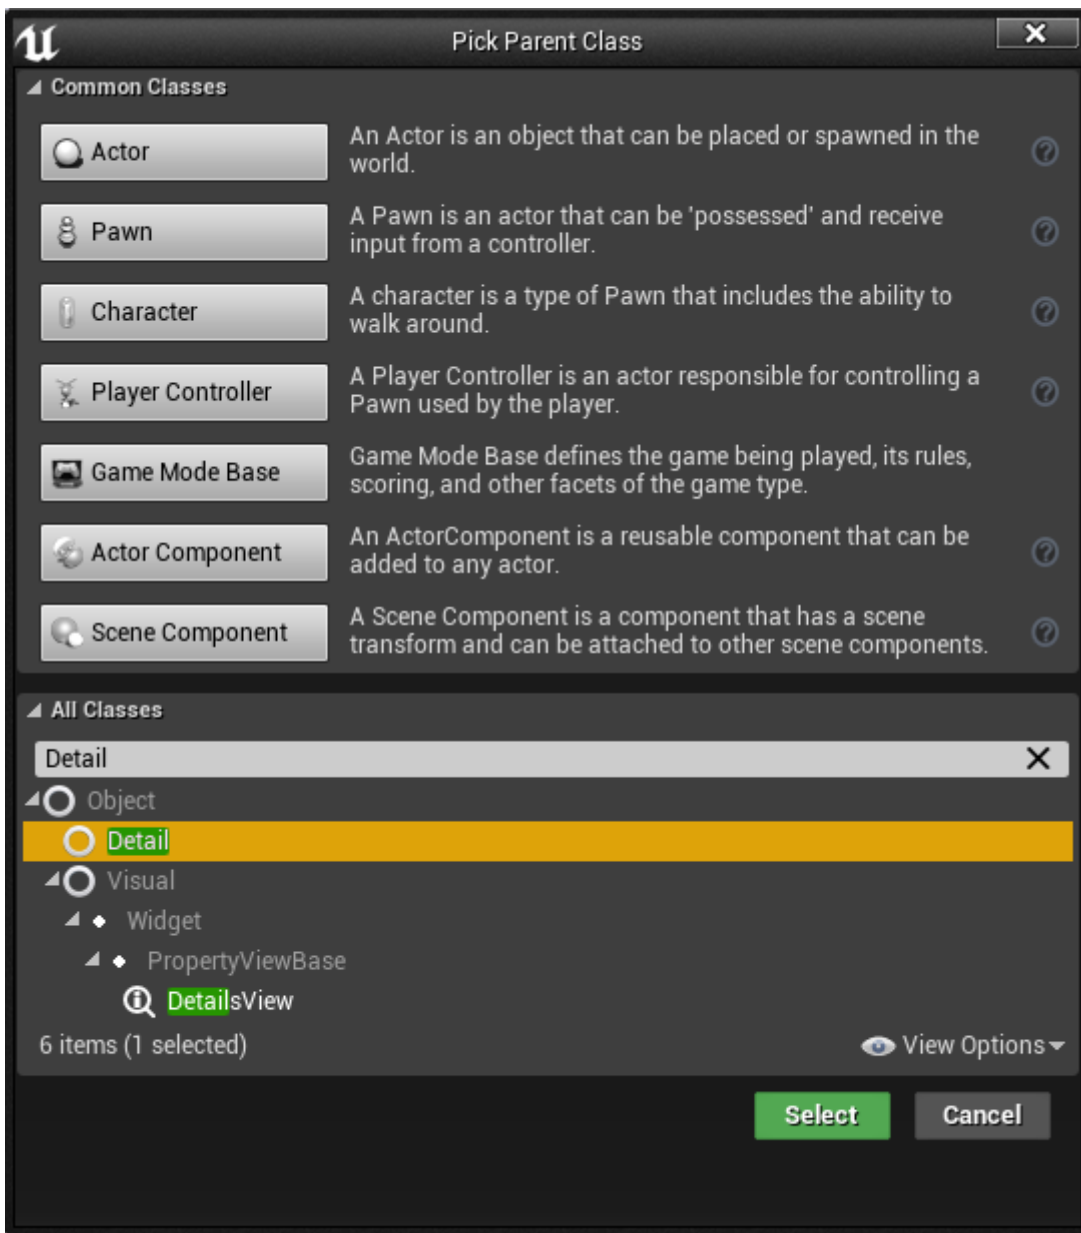 Pick Parent Class
Common Classes
Actor
An Actor is an object that can be placed or spawned in the
world.
Pawn
A Pawn is an actor that can be 'possessed' and receive
input from a controller.
Character
A character is a type of Pawn that includes the ability to
walk around.
Player Controller
A Player Controller is an actor responsible for controlling a
Pawn used by the player.
Game Mode Base
Game Mode Base defines the game being played, its rules,
scoring, and other facets of the game type.
Actor Component
An ActorComponent is a reusable component that can be
added to any actor.
Scene Component
A Scene Component is a component that has a scene
transform and can be attached to other scene components.
All Classes
Detail
Object
Detail
Visual
Widget
PropertyViewBase
DetailsView
6 items (1 selected)
View Options
Select
Cancel